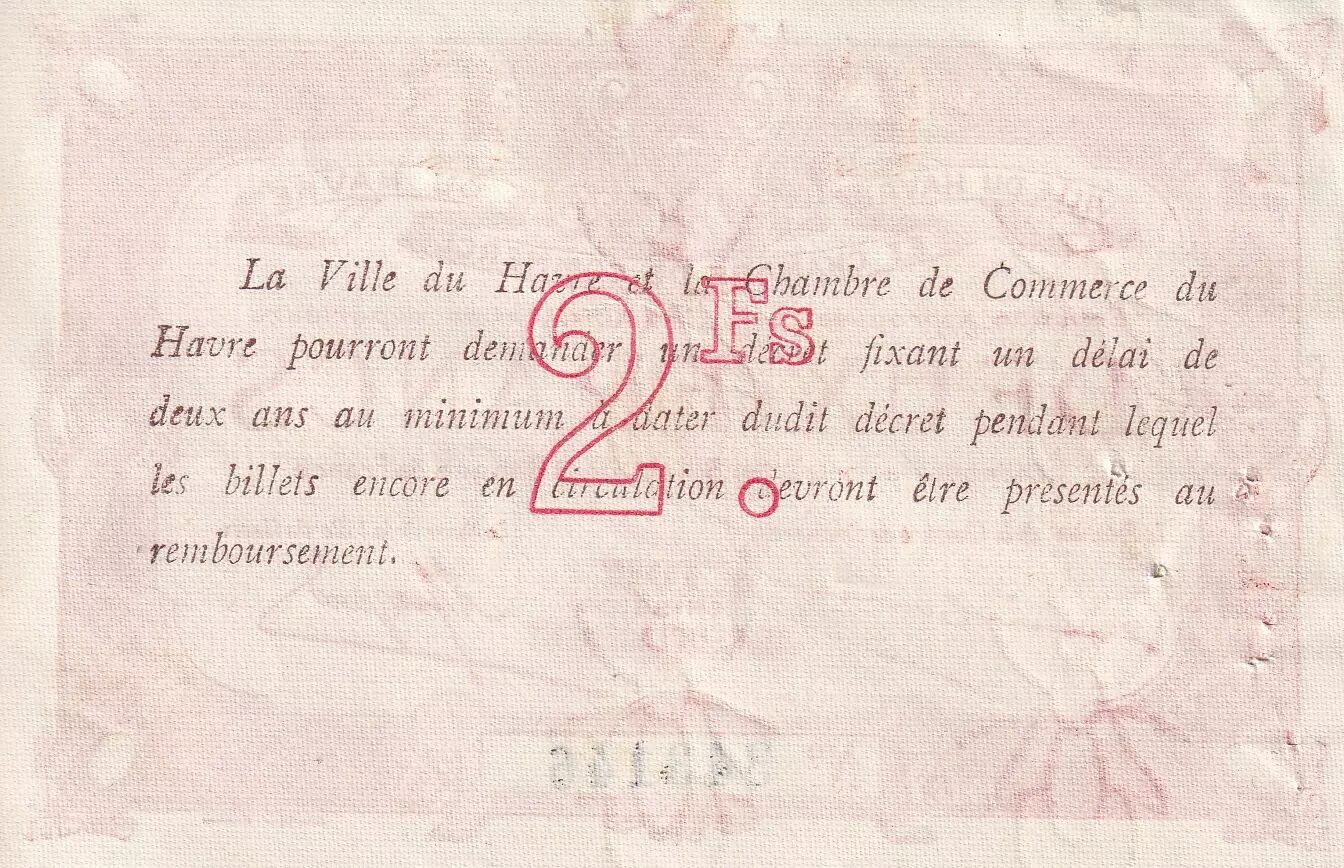 La Ville du Havre et la Chambre de Commerce du
Havre pourront demander un décret fixant un délai de
deux ans au minimum à dater dudit décret pendant lequel
les billets encore en circulation devront être présentés au
remboursement.
2 Fs.